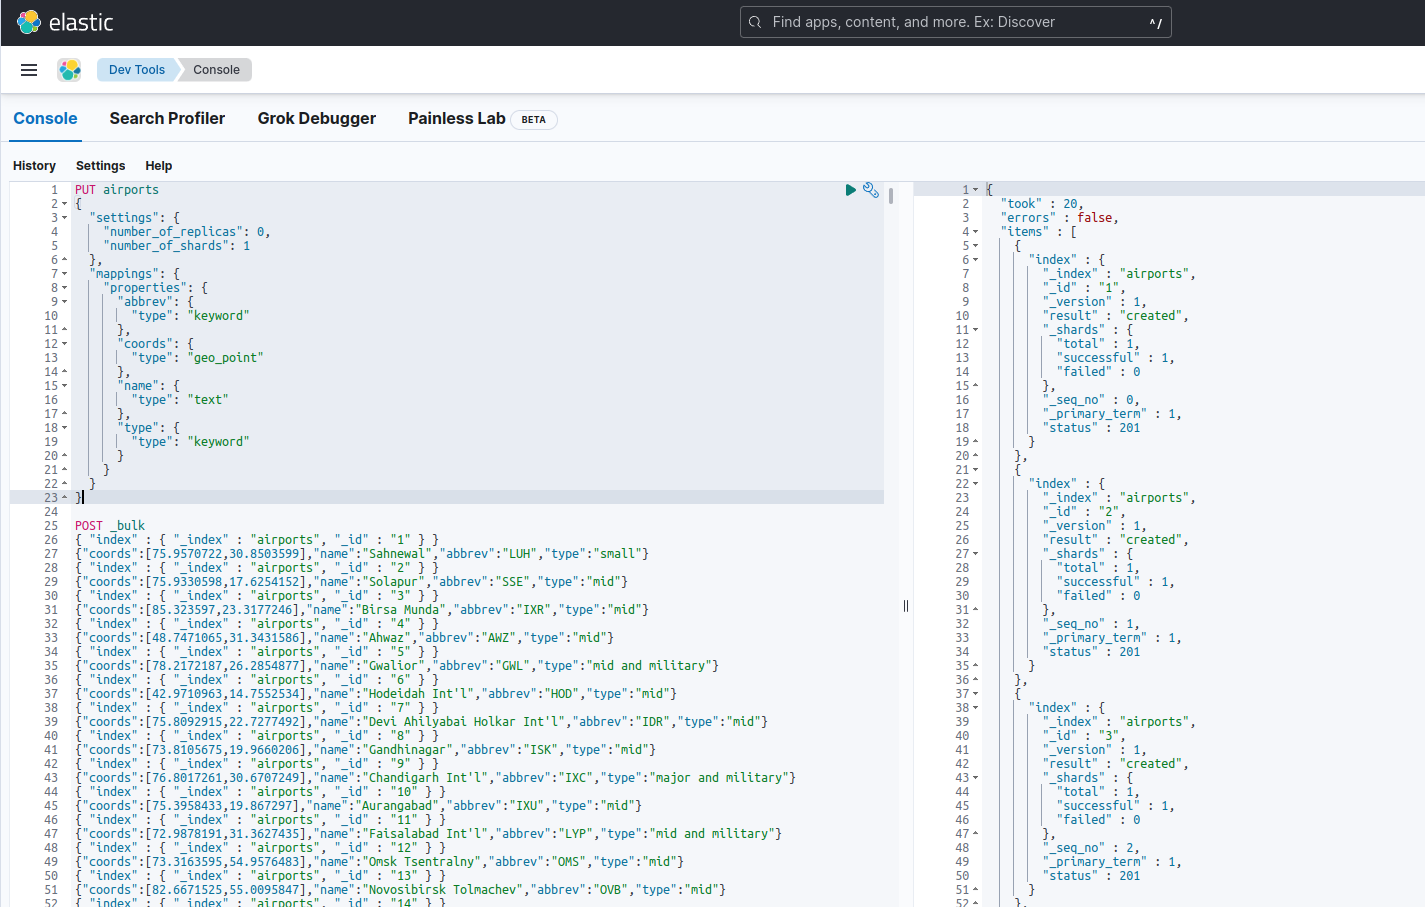 elastic
Find apps, content, and more. Ex: Discover
^/
Dev Tools
Console
Console
Search Profiler
Grok Debugger
Painless Lab
BETA
History
Settings
Help
1 PUT airports
2 {
3 "settings": {
4 "number_of_replicas": 0,
5 "number_of_shards": 1
6 },
7 "mappings": {
8 "properties": {
9 "abbrev": {
10 "type": "keyword"
11 },
12 "coords": {
13 "type": "geo_point"
14 },
15 "name": {
16 "type": "text"
17 },
18 "type": {
19 "type": "keyword"
20 }
21 }
22 }
23 }
24
25 POST _bulk
26 { "index" : { "_index" : "airports", "_id" : "1" } }
27 {"coords":[75.9570722,30.8503599],"name":"Sahnewal","abbrev":"LUH","type":"small"}
28 { "index" : { "_index" : "airports", "_id" : "2" } }
29 {"coords":[75.9330598,17.6254152],"name":"Solapur","abbrev":"SSE","type":"mid"}
30 { "index" : { "_index" : "airports", "_id" : "3" } }
31 {"coords":[85.323597,23.3177246],"name":"Birsa Munda","abbrev":"IXR","type":"mid"}
32 { "index" : { "_index" : "airports", "_id" : "4" } }
33 {"coords":[48.7471065,31.3431586],"name":"Ahwaz","abbrev":"AWZ","type":"mid"}
34 { "index" : { "_index" : "airports", "_id" : "5" } }
35 {"coords":[78.2172187,26.2854877],"name":"Gwalior","abbrev":"GWL","type":"mid and military"}
36 { "index" : { "_index" : "airports", "_id" : "6" } }
37 {"coords":[42.9710963,14.7552534],"name":"Hodeidah Int'l","abbrev":"HOD","type":"mid"}
38 { "index" : { "_index" : "airports", "_id" : "7" } }
39 {"coords":[75.8092915,22.7277492],"name":"Devi Ahilyabai Holkar Int'l","abbrev":"IDR","type":"mid"}
40 { "index" : { "_index" : "airports", "_id" : "8" } }
41 {"coords":[73.8105675,19.9660206],"name":"Gandhinagar","abbrev":"ISK","type":"mid"}
42 { "index" : { "_index" : "airports", "_id" : "9" } }
43 {"coords":[76.8017261,30.6707249],"name":"Chandigarh Int'l","abbrev":"IXC","type":"major and military"}
44 { "index" : { "_index" : "airports", "_id" : "10" } }
45 {"coords":[75.3958433,19.867297],"name":"Aurangabad","abbrev":"IXU","type":"mid"}
46 { "index" : { "_index" : "airports", "_id" : "11" } }
47 {"coords":[72.9878191,31.3627435],"name":"Faisalabad Int'l","abbrev":"LYP","type":"mid and military"}
48 { "index" : { "_index" : "airports", "_id" : "12" } }
49 {"coords":[73.3163595,54.9576483],"name":"Omsk Tsentralny","abbrev":"OMS","type":"mid"}
50 { "index" : { "_index" : "airports", "_id" : "13" } }
51 {"coords":[82.6671525,55.0095847],"name":"Novosibirsk Tolmachev","abbrev":"OVB","type":"mid"}
52 { "index" : { "_index" : "airports", "_id" : "14" } }
1 {
2 "took" : 20,
3 "errors" : false,
4 "items" : [
5 {
6 "index" : {
7 "_index" : "airports",
8 "_id" : "1",
9 "_version" : 1,
10 "result" : "created",
11 "_shards" : {
12 "total" : 1,
13 "successful" : 1,
14 "failed" : 0
15 },
16 "_seq_no" : 0,
17 "_primary_term" : 1,
18 "status" : 201
19 }
20 },
21 {
22 "index" : {
23 "_index" : "airports",
24 "_id" : "2",
25 "_version" : 1,
26 "result" : "created",
27 "_shards" : {
28 "total" : 1,
29 "successful" : 1,
30 "failed" : 0
31 },
32 "_seq_no" : 1,
33 "_primary_term" : 1,
34 "status" : 201
35 }
36 },
37 {
38 "index" : {
39 "_index" : "airports",
40 "_id" : "3",
41 "_version" : 1,
42 "result" : "created",
43 "_shards" : {
44 "total" : 1,
45 "successful" : 1,
46 "failed" : 0
47 },
48 "_seq_no" : 2,
49 "_primary_term" : 1,
50 "status" : 201
51 }
52 },